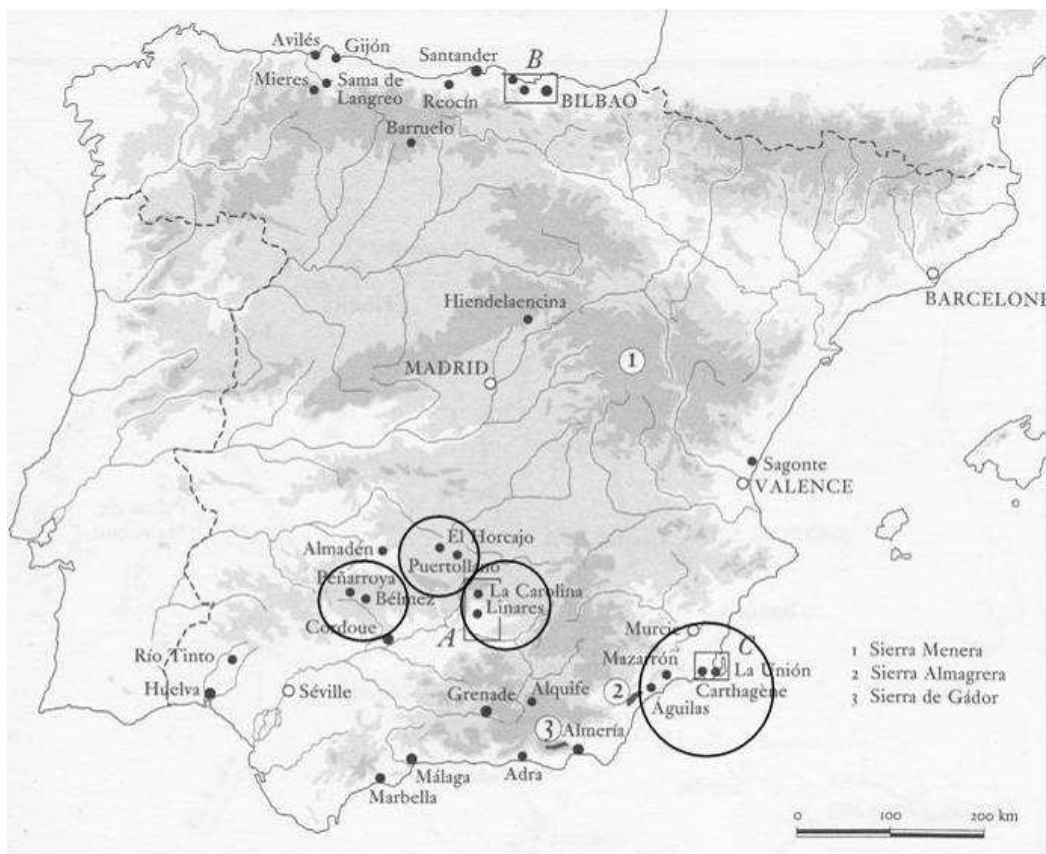 Avilés
Gijón
Santander
B
Mieres
Sama de
Langreo
Reocín
BILBAO
Barruelo
BARCELONE
Hiendelaencina
MADRID
1
Sagonte
VALENCE
El Horcajo
Almadén
Puertollano
Peñarroya
La Carolina
Bélmez
Linares
Cordoue
A
Murcie
C
Río Tinto
Mazarrón
La Unión
1 Sierra Menera
Huelva
Séville
Grenade
Alquife
2
Carthagène
2 Sierra Almagrera
Aguilas
3 Sierra de Gádor
3
Almería
Málaga
Adra
Marbella
0 100 200 km